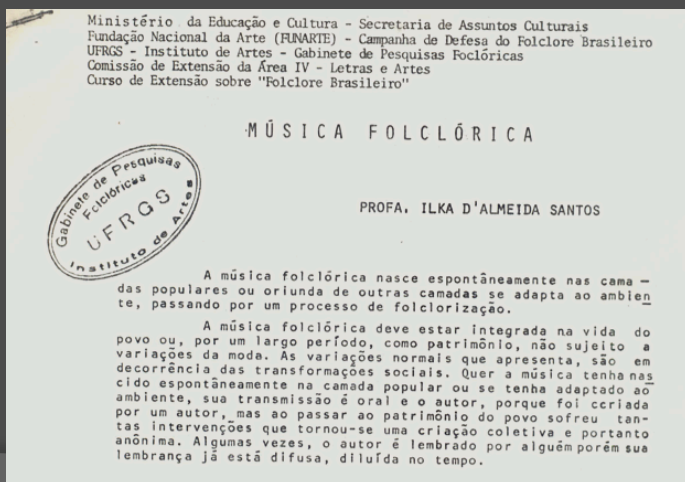 Ministério da Educação e Cultura - Secretaria de Assuntos Culturais
Fundação Nacional da Arte (FUNARTE) - Campanha de Defesa do Folclore Brasileiro
UFRGS - Instituto de Artes - Gabinete de Pesquisas Foclóricas
Comissão de Extensão da Área IV - Letras e Artes
Curso de Extensão sobre "Folclore Brasileiro"
MÚSICA FOLCLÓRICA
Gabinete de Pesquisas
Folclóricas
UFRGS
Instituto de Artes
PROFA. ILKA D'ALMEIDA SANTOS
A música folclórica nasce espontâneamente nas cama -
das populares ou oriunda de outras camadas se adapta ao ambien
te, passando por um processo de folclorização.
A música folclórica deve estar integrada na vida do
povo ou, por um largo período, como patrimônio, não sujeito a
variações da moda. As variações normais que apresenta, são em
decorrência das transformações sociais. Quer a música tenha nas
cido espontâneamente na camada popular ou se tenha adaptado ao
ambiente, sua transmissão é oral e o autor, porque foi ccriada
por um autor, mas ao passar ao patrimônio do povo sofreu tan-
tas intervenções que tornou-se uma criação coletiva e portanto
anônima. Algumas vezes, o autor é lembrado por alguém porém sua
lembrança já está difusa, diluída no tempo.